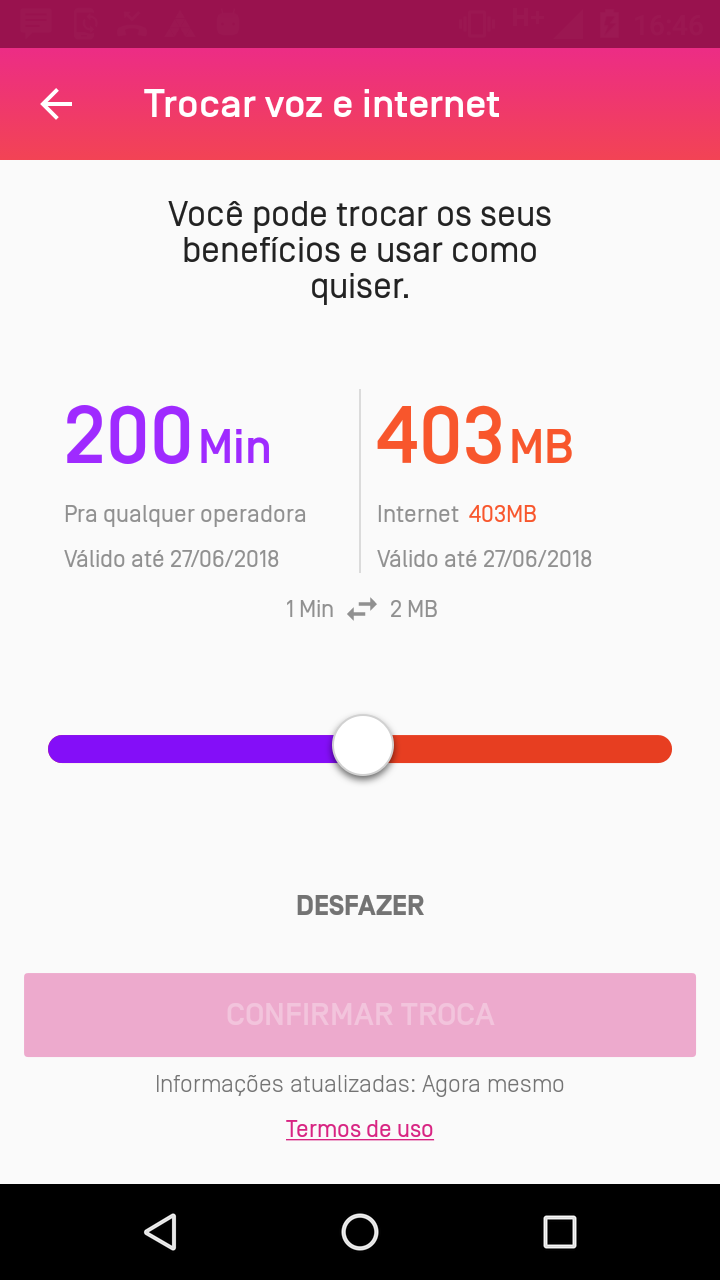 H+ 16:46
Trocar voz e internet
Você pode trocar os seus
benefícios e usar como
quiser.
200 Min
Pra qualquer operadora
Válido até 27/06/2018
403 MB
Internet 403MB
Válido até 27/06/2018
1 Min 2 MB
DESFAZER
CONFIRMAR TROCA
Informações atualizadas: Agora mesmo
Termos de uso